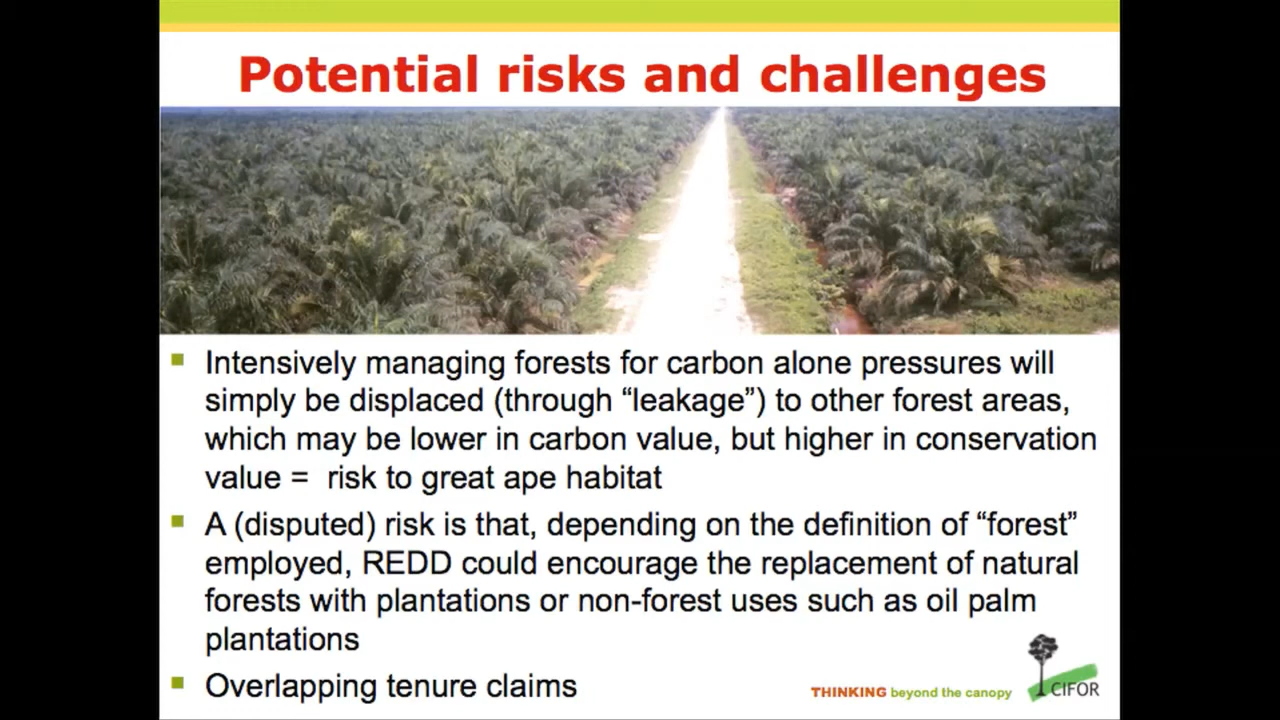 Potential risks and challenges
Intensively managing forests for carbon alone pressures will
simply be displaced (through “leakage”) to other forest areas,
which may be lower in carbon value, but higher in conservation
value = risk to great ape habitat
A (disputed) risk is that, depending on the definition of “forest”
employed, REDD could encourage the replacement of natural
forests with plantations or non-forest uses such as oil palm
plantations
Overlapping tenure claims
THINKING beyond the canopy
CIFOR